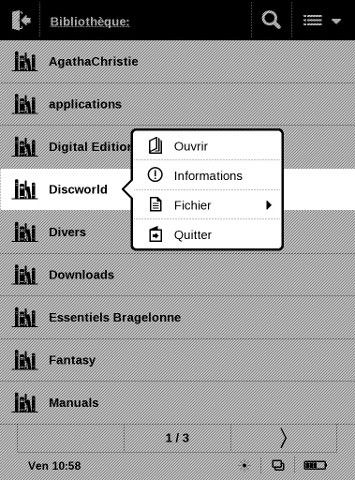 Bibliothèque:
AgathaChristie
applications
Digital Edition
Discworld
Ouvrir
Informations
Fichier
Quitter
Divers
Downloads
Essentiels Bragelonne
Fantasy
Manuals
1 / 3
Ven 10:58